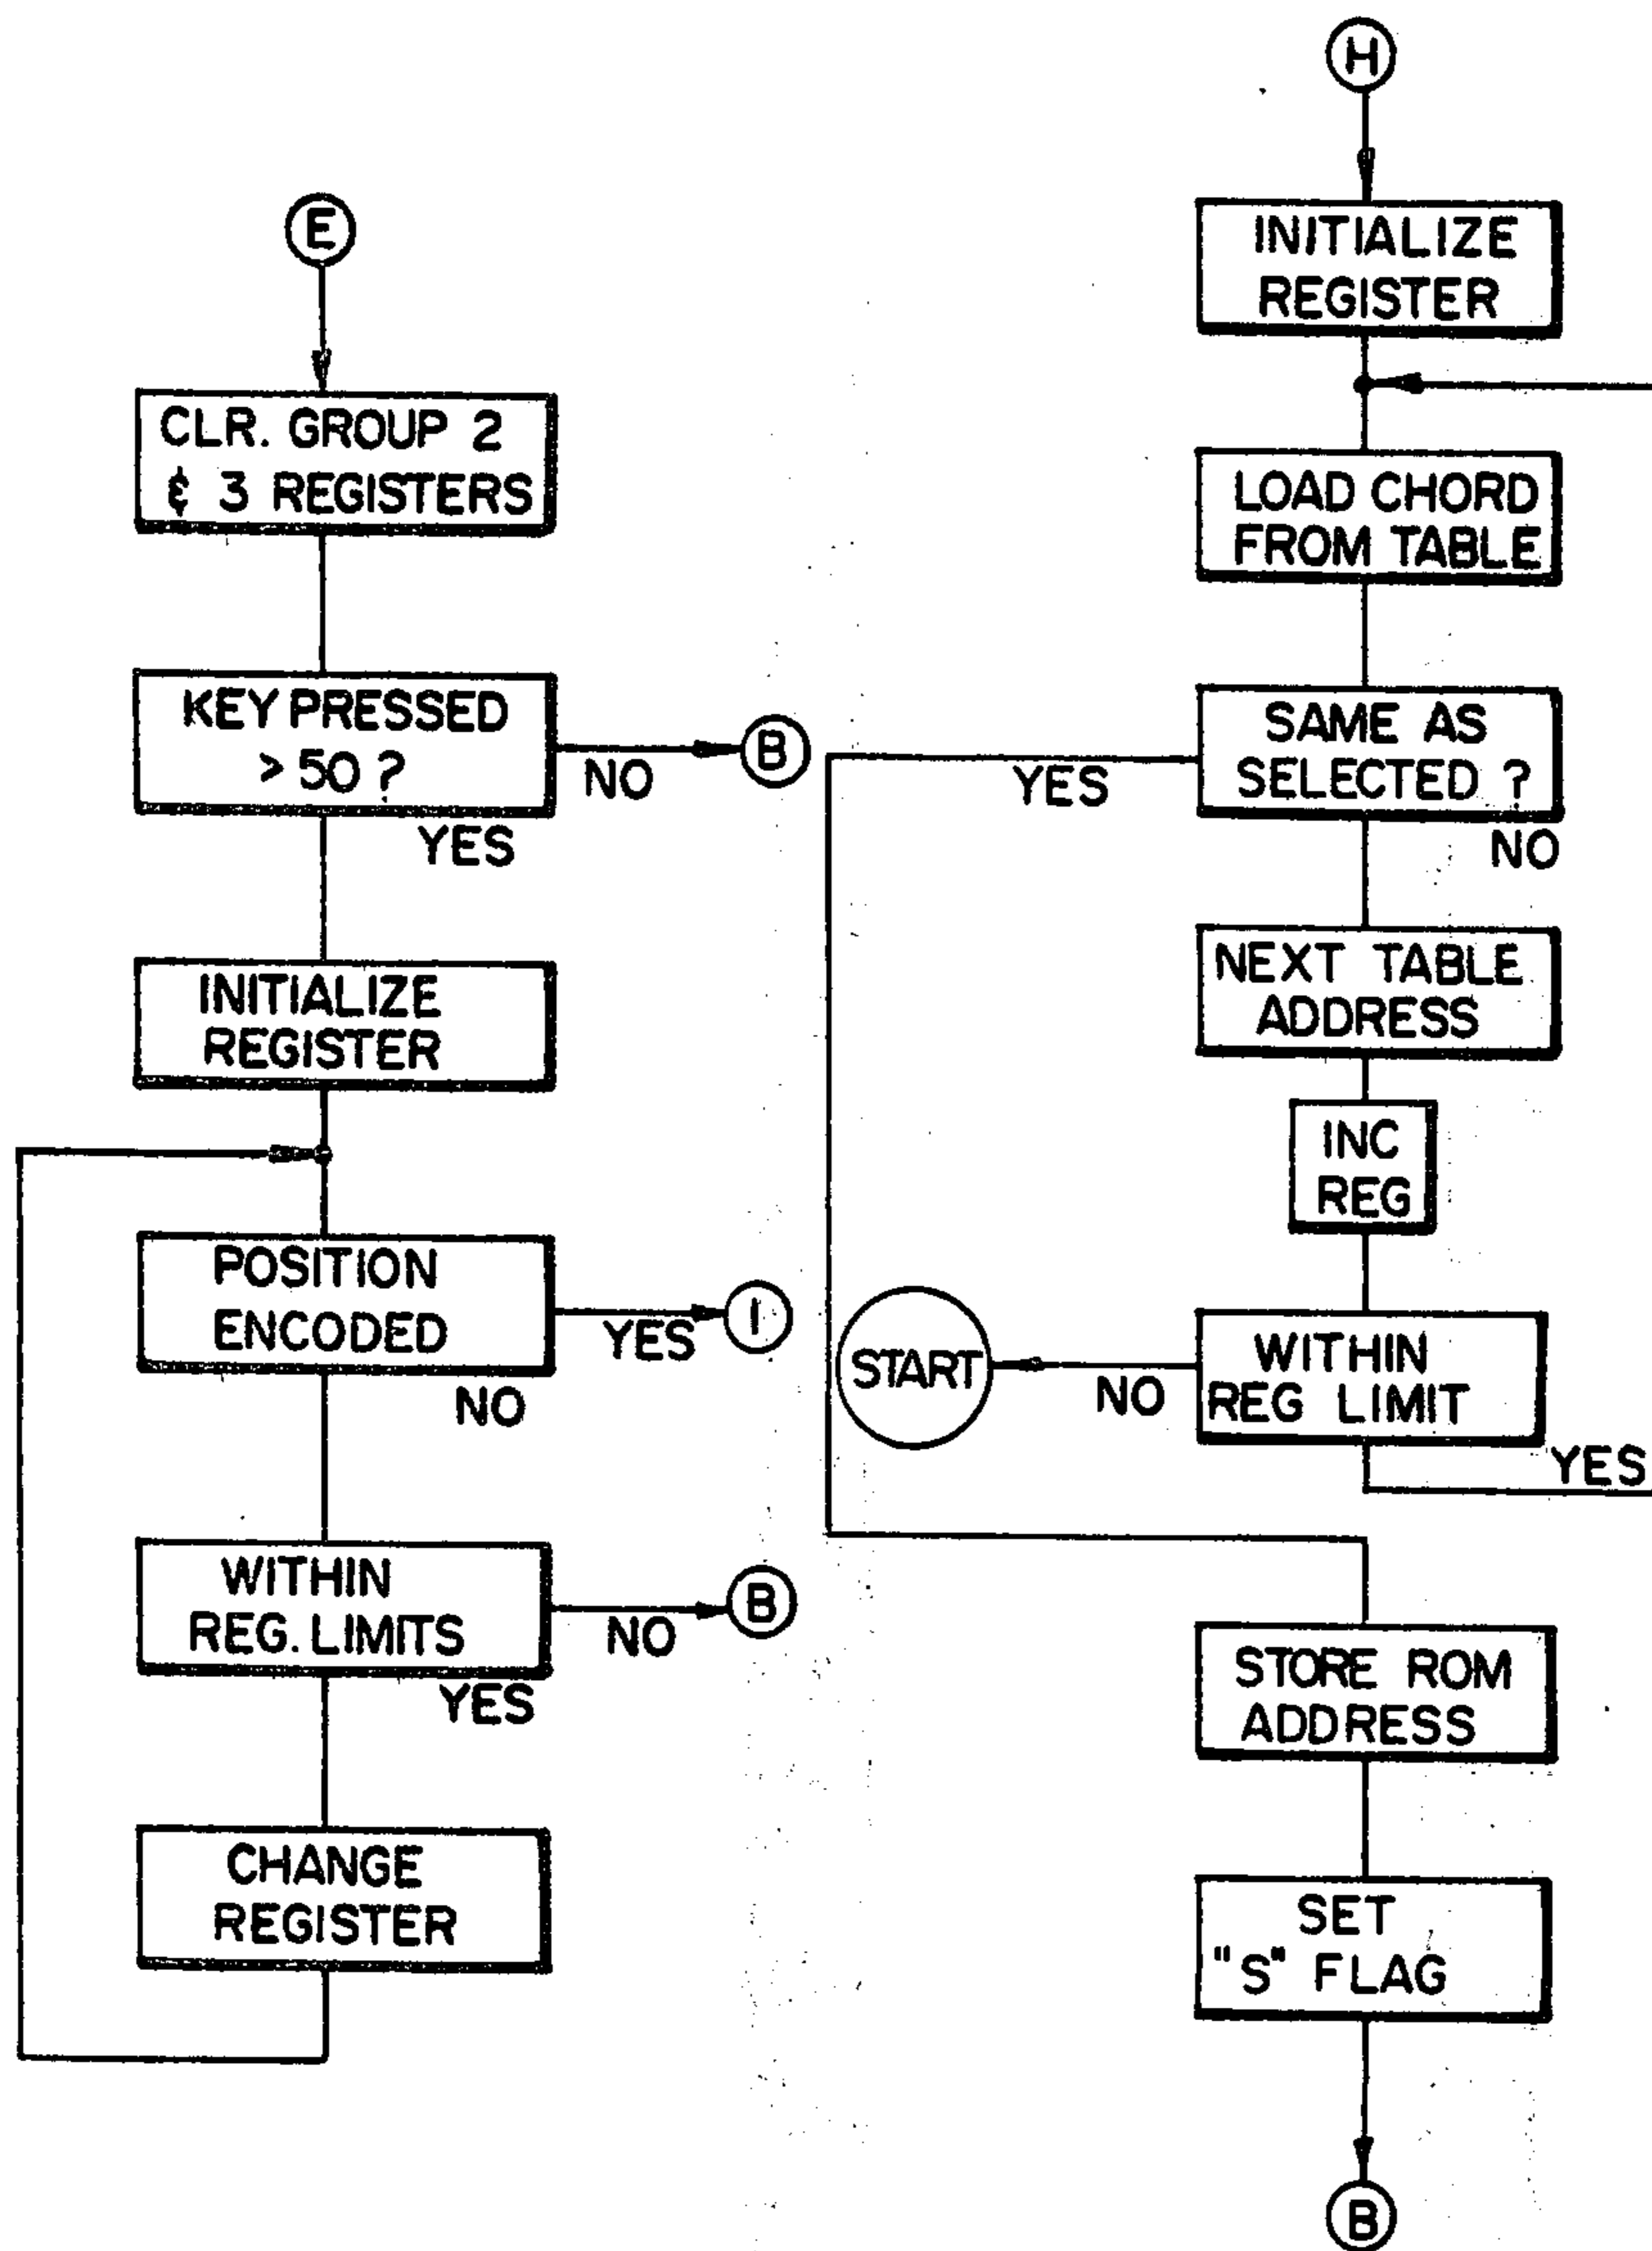 E
CLR. GROUP 2
& 3 REGISTERS
KEY PRESSED
> 50 ?
NO
B
YES
INITIALIZE
REGISTER
POSITION
ENCODED
YES
I
NO
WITHIN
REG. LIMITS
NO
B
YES
CHANGE
REGISTER
H
INITIALIZE
REGISTER
LOAD CHORD
FROM TABLE
SAME AS
SELECTED ?
YES
NO
NEXT TABLE
ADDRESS
INC
REG
WITHIN
REG LIMIT
NO
START
YES
STORE ROM
ADDRESS
SET
"S" FLAG
B